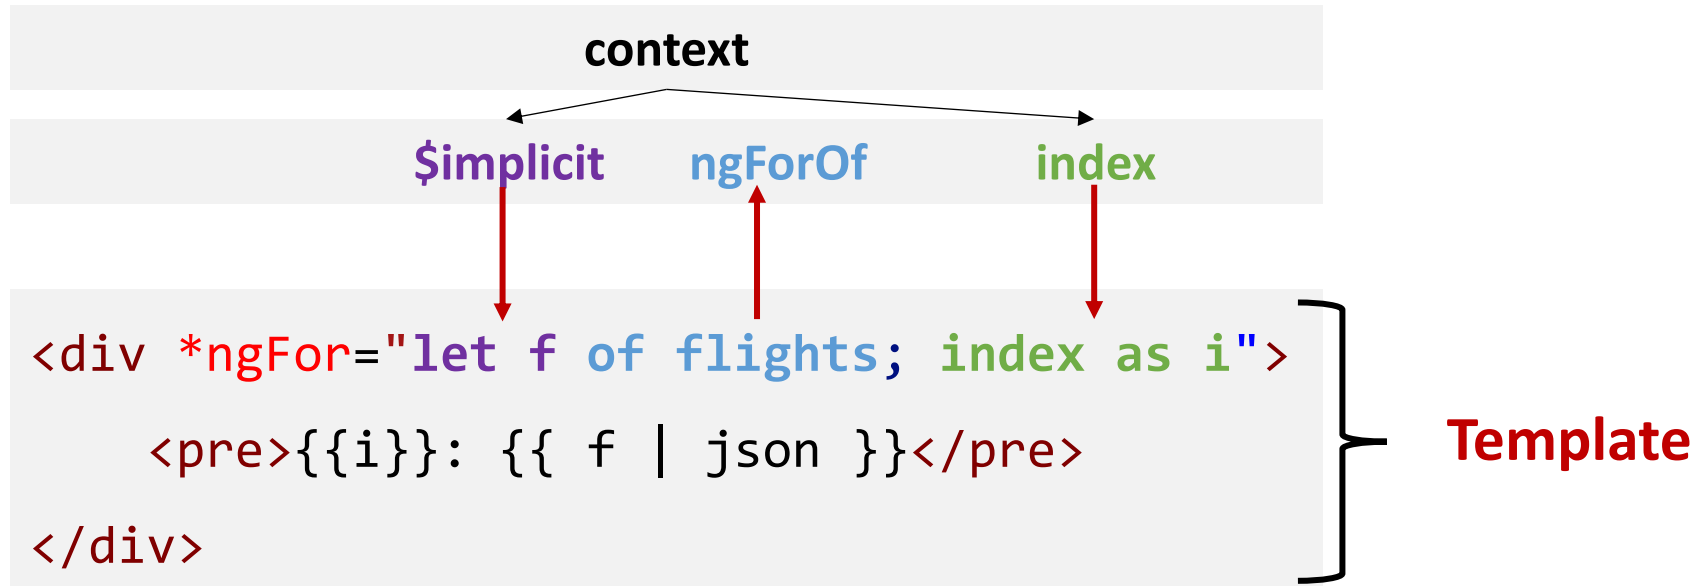 context
$implicit ngForOf index
<div *ngFor="let f of flights; index as i">
<pre>{{i}}: {{ f | json }}</pre>
</div>
Template